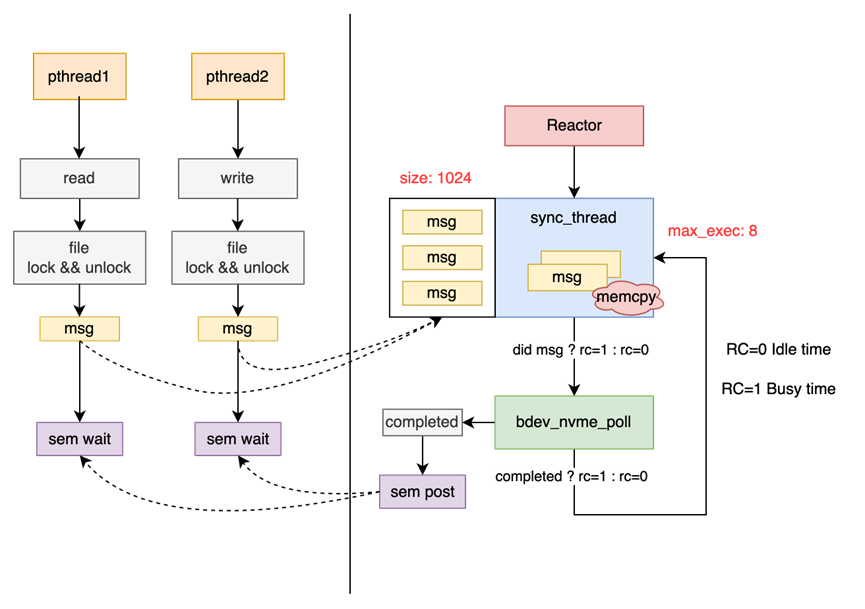 pthread1
pthread2
read
write
file
lock && unlock
file
lock && unlock
msg
msg
sem wait
sem wait
Reactor
size: 1024
msg
msg
msg
sync_thread
msg
memcpy
max_exec: 8
did msg ? rc=1 : rc=0
RC=0 Idle time
RC=1 Busy time
bdev_nvme_poll
completed
sem post
completed ? rc=1 : rc=0